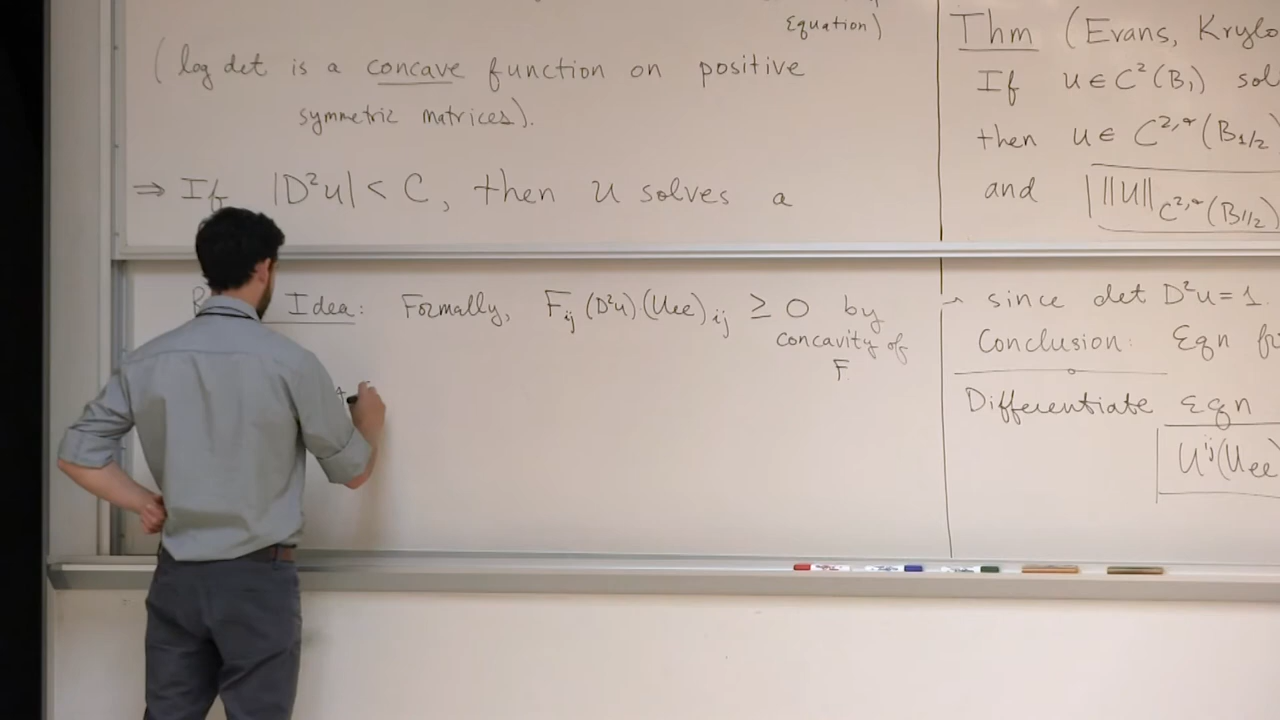 Equation)
(log det is a concave function on positive
symmetric matrices).
⇒ If |D²u| < C, then u solves a
Idea: Formally, F_ij (D²u)·(u_ee)_ij ≥ 0 by
concavity of
F.
Thm (Evans, Krylo
If u ∈ C²(B₁) sol
then u ∈ C^{2,α}(B_{1/2})
and ||u||_{C^{2,α}(B_{1/2})}
→ since det D²u = 1.
Conclusion: Eqn
Differentiate Eqn
u^{ij}(u_ee)